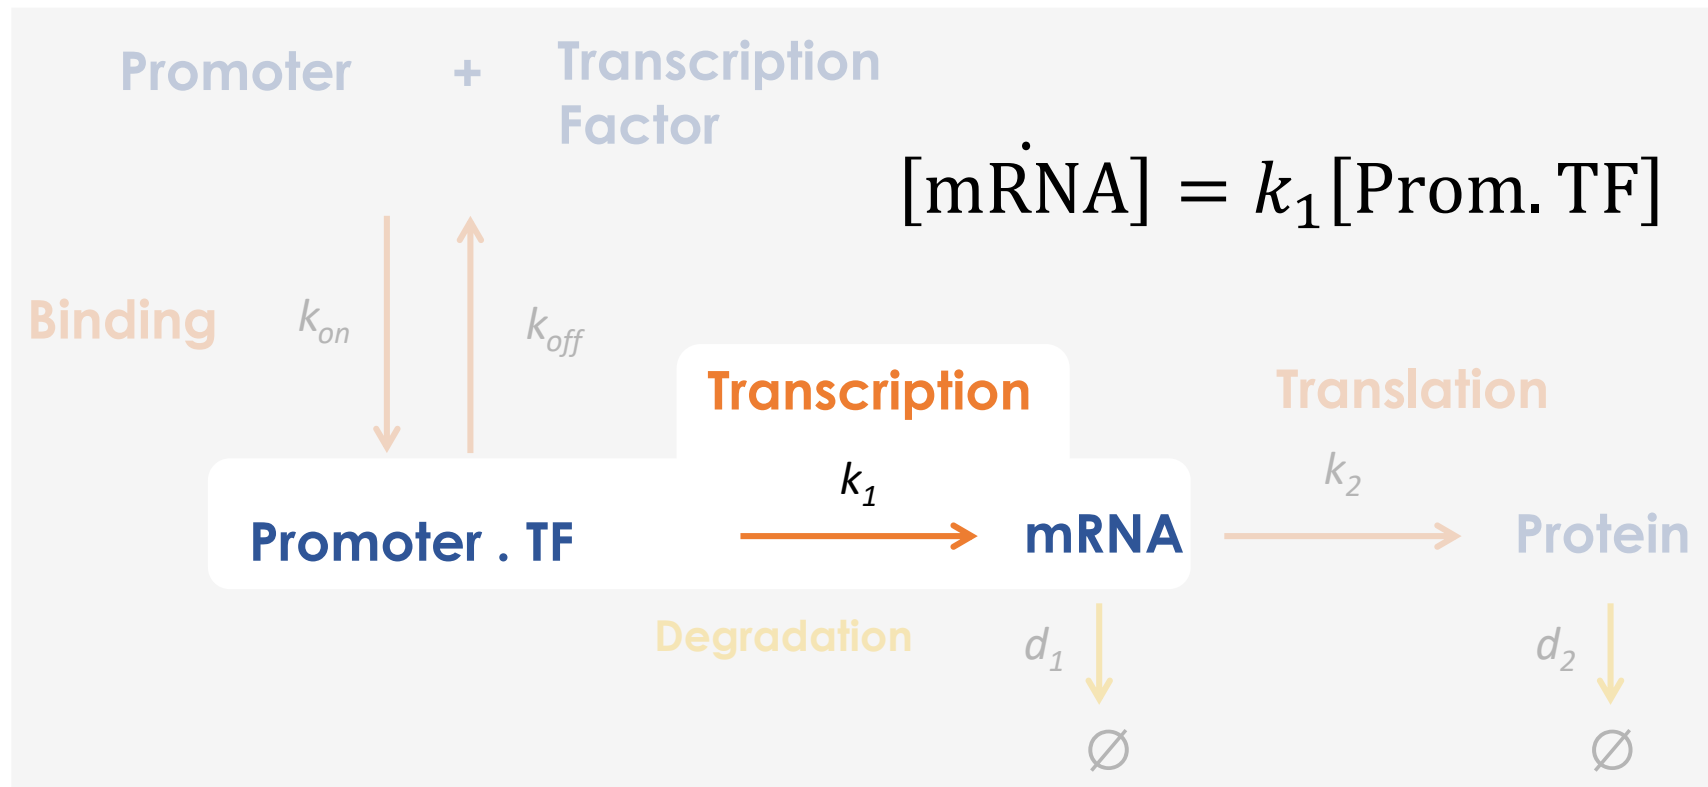 Promoter + Transcription
Factor
[mRṄA] = k₁[Prom. TF]
Binding k_on k_off
Transcription Translation
k₁ k₂
Promoter . TF mRNA Protein
Degradation d₁ d₂
∅ ∅